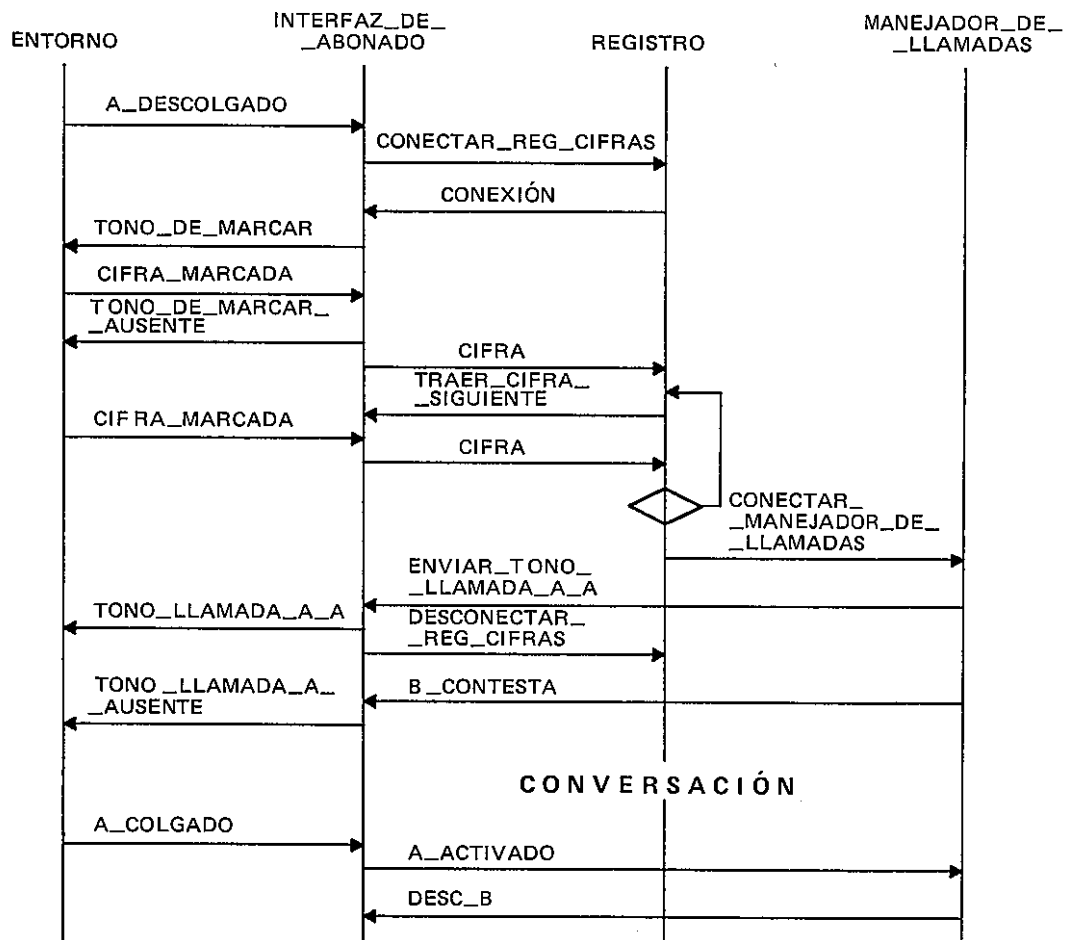 ENTORNO
INTERFAZ_DE_
_ABONADO
REGISTRO
MANEJADOR_DE_
_LLAMADAS
A_DESCOLGADO
CONECTAR_REG_CIFRAS
CONEXIÓN
TONO_DE_MARCAR
CIFRA_MARCADA
TONO_DE_MARCAR_
_AUSENTE
CIFRA
TRAER_CIFRA_
_SIGUIENTE
CIFRA_MARCADA
CIFRA
CONECTAR_
_MANEJADOR_DE_
_LLAMADAS
ENVIAR_TONO_
_LLAMADA_A_A
TONO_LLAMADA_A_A
DESCONECTAR_
_REG_CIFRAS
B_CONTESTA
TONO_LLAMADA_A_
_AUSENTE
CONVERSACIÓN
A_COLGADO
A_ACTIVADO
DESC_B